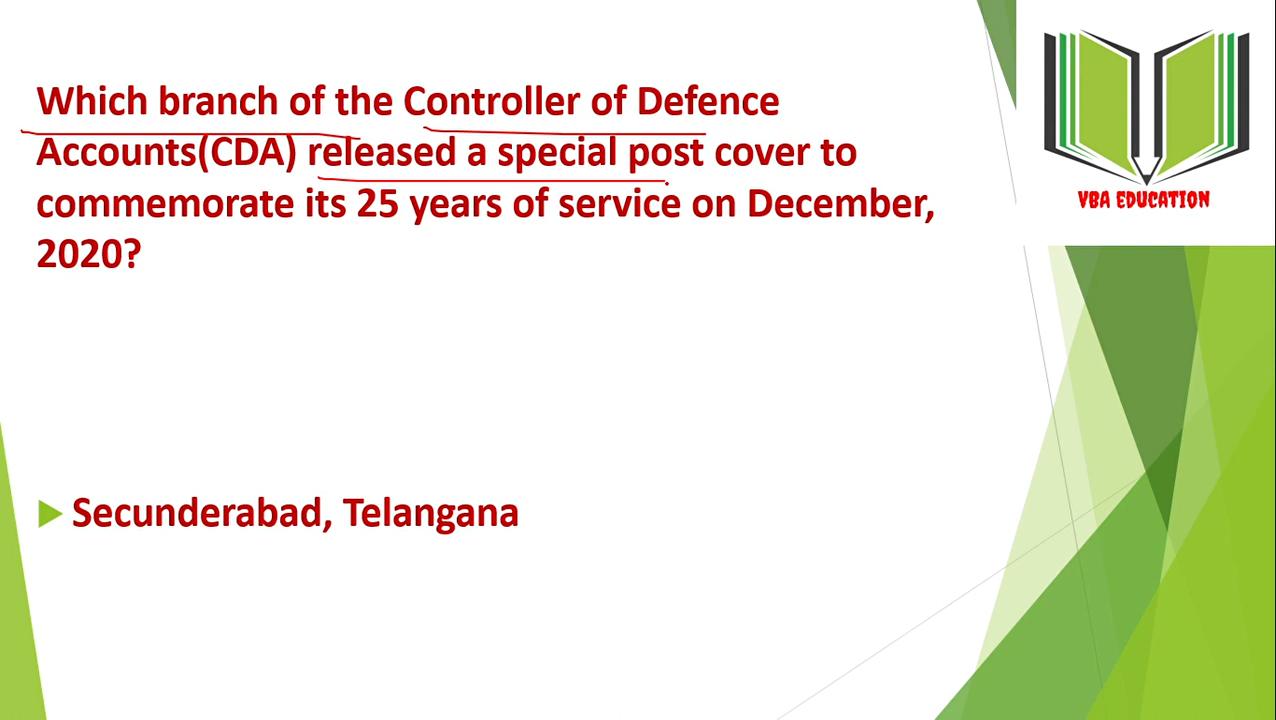 Which branch of the Controller of Defence
Accounts(CDA) released a special post cover to
commemorate its 25 years of service on December,
2020?
Secunderabad, Telangana
VBA EDUCATION